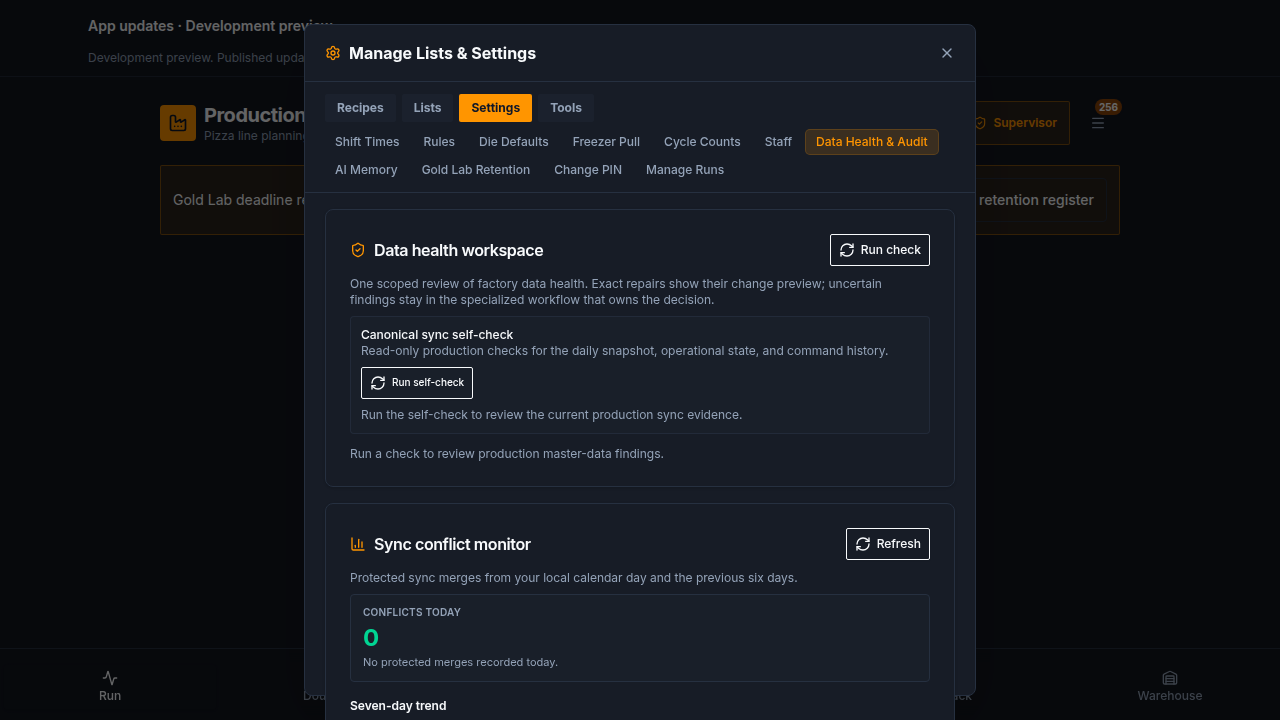 App updates · Development preview
Development preview. Published upda
Manage Lists & Settings
Recipes Lists Settings Tools
Shift Times Rules Die Defaults Freezer Pull Cycle Counts Staff Data Health & Audit
AI Memory Gold Lab Retention Change PIN Manage Runs
Production
Pizza line planning
Supervisor
256
Gold Lab deadline re
retention register
Data health workspace
Run check
One scoped review of factory data health. Exact repairs show their change preview; uncertain
findings stay in the specialized workflow that owns the decision.
Canonical sync self-check
Read-only production checks for the daily snapshot, operational state, and command history.
Run self-check
Run the self-check to review the current production sync evidence.
Run a check to review production master-data findings.
Sync conflict monitor
Refresh
Protected sync merges from your local calendar day and the previous six days.
CONFLICTS TODAY
0
No protected merges recorded today.
Seven-day trend
Run
Warehouse